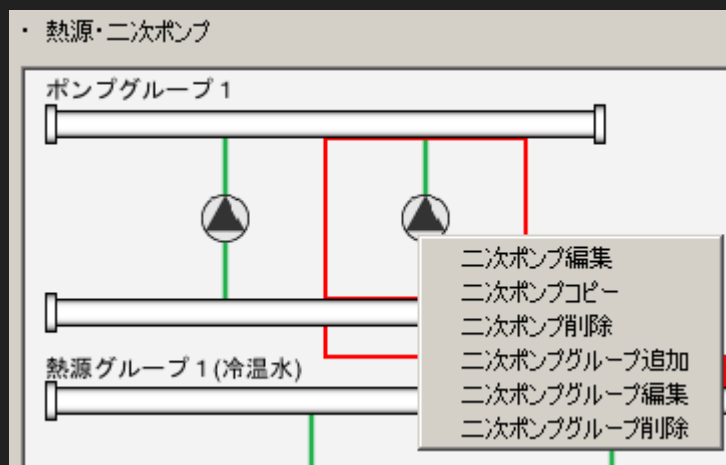 ・ 熱源・二次ポンプ
ポンプグループ1
二次ポンプ編集
二次ポンプコピー
二次ポンプ削除
二次ポンプグループ追加
二次ポンプグループ編集
二次ポンプグループ削除
熱源グループ1(冷温水)